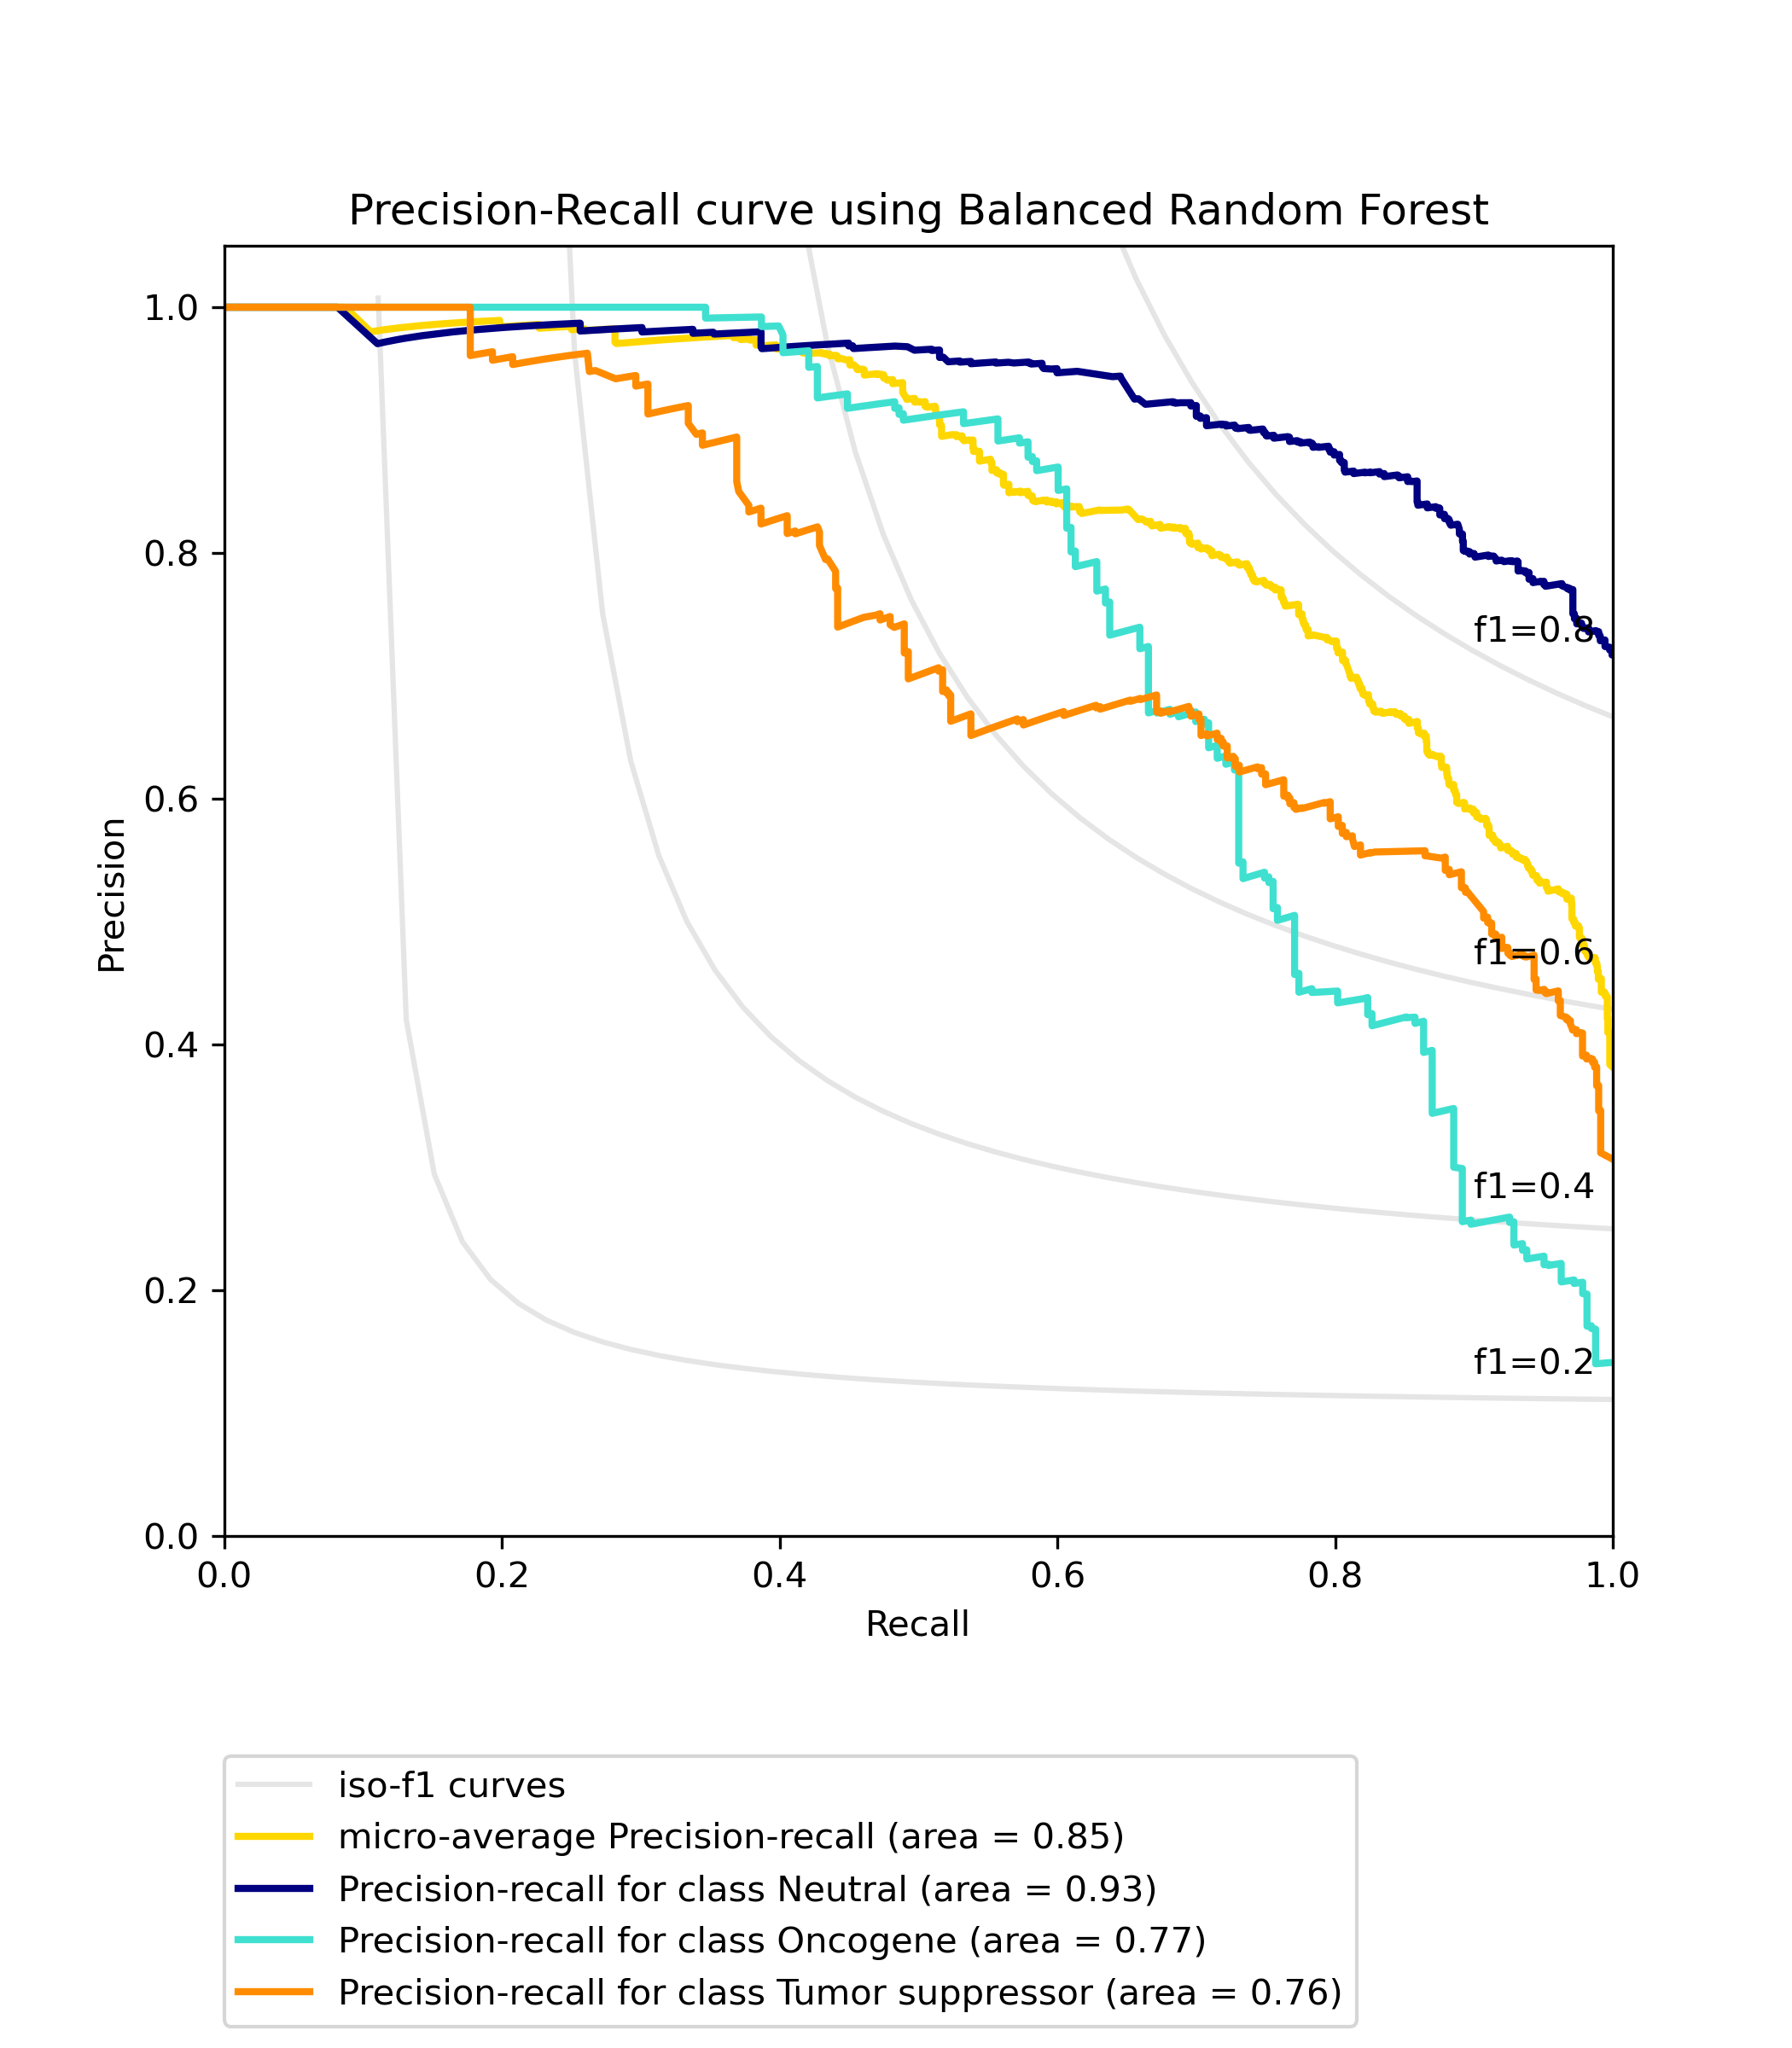 Precision-Recall curve using Balanced Random Forest
1.0
0.8
0.6
0.4
0.2
0.0
Precision
f1=0.8
f1=0.6
f1=0.4
f1=0.2
0.0 0.2 0.4 0.6 0.8 1.0
Recall
iso-f1 curves
micro-average Precision-recall (area = 0.85)
Precision-recall for class Neutral (area = 0.93)
Precision-recall for class Oncogene (area = 0.77)
Precision-recall for class Tumor suppressor (area = 0.76)